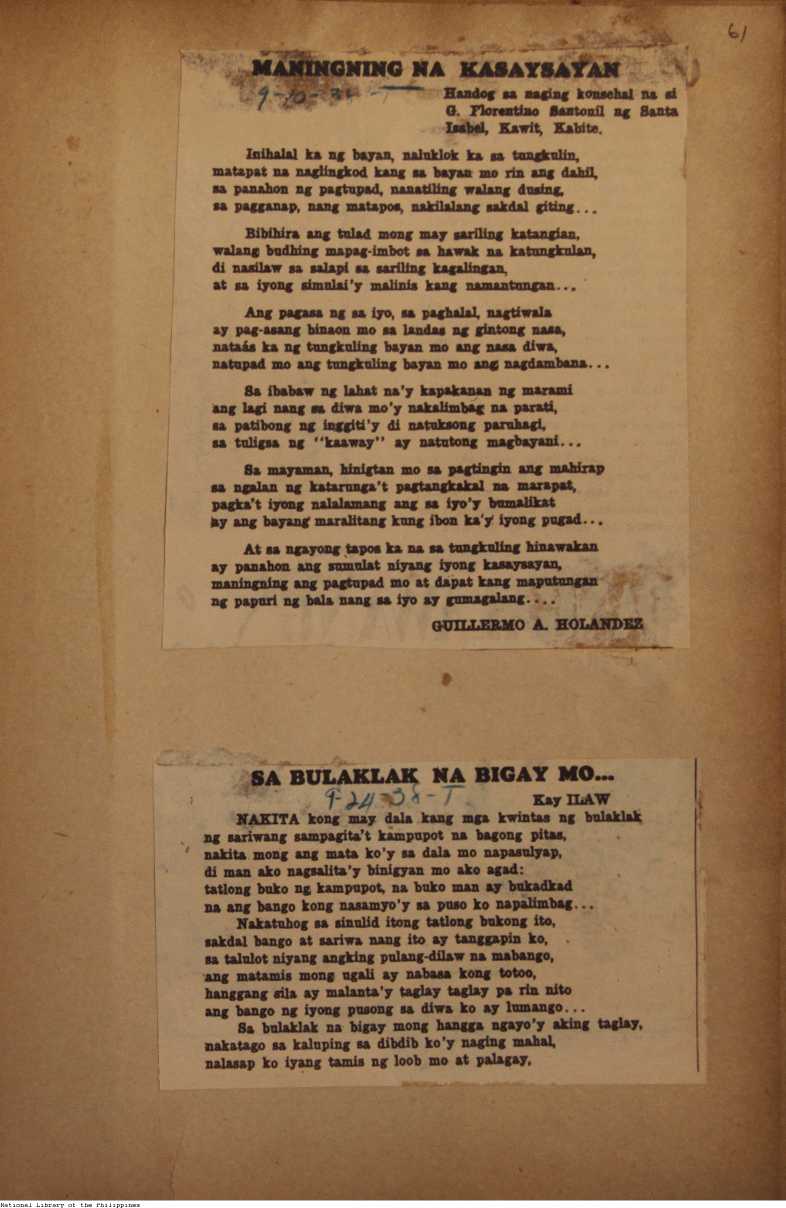 61
MANINGNING NA KASAYSAYAN
9-10-38-T
Handog sa naging konsehal na si
G. Florentino Santonil ng Santa
Isabel, Kawit, Kabite.
Inihalal ka ng bayan, naluklok ka sa tungkulin,
matapat na naglingkod kang sa bayan mo rin ang dahil,
sa panahon ng pagtupad, nanatiling walang dusing,
sa pagganap, nang matapos, nakilalang sakdal giting...
Bibihira ang tulad mong may sariling katangian,
walang budhing mapag-imbot sa hawak na katungkulan,
di nasilaw sa salapi sa sariling kagalingan,
at sa iyong simulai'y malinis kang namantungan...
Ang pagasa ng sa iyo, sa paghalal, nagtiwala
ay pag-asang binaon mo sa landas ng gintong nasa,
nataás ka ng tungkuling bayan mo ang nasa diwa,
natupad mo ang tungkuling bayan mo ang nagdambana...
Sa ibabaw ng lahat na'y kapakanan ng marami
ang lagi nang sa diwa mo'y nakalimbag na parati,
sa patibong ng inggiti'y di natuksong paruhagi,
sa tuligsa ng "kaaway" ay natutong magbayani...
Sa mayaman, hinigtan mo sa pagtingin ang mahirap
sa ngalan ng katarunga't pagtangkakal na marapat,
pagka't iyong nalalamang ang sa iyo'y bumalikat
ay ang bayang maralitang kung ibon ka'y iyong pugad...
At sa ngayong tapos ka na sa tungkuling hinawakan
ay panahon ang sumulat niyang iyong kasaysayan,
maningning ang pagtupad mo at dapat kang maputungan
ng papuri ng bala nang sa iyo ay gumagalang....
GUILLERMO A. HOLANDEZ
SA BULAKLAK NA BIGAY MO...
9-24-38-T.
Kay ILAW
NAKITA kong may dala kang mga kwintas ng bulaklak
ng sariwang sampagita't kampupot na bagong pitas,
nakita mong ang mata ko'y sa dala mo napasulyap,
di man ako nagsalita'y binigyan mo ako agad:
tatlong buko ng kampupot, na buko man ay bukadkad
na ang bango kong nasamyo'y sa puso ko napalimbag...
Nakatuhog sa sinulid itong tatlong bukong ito,
sakdal bango at sariwa nang ito ay tanggapin ko,
sa talulot niyang angking pulang-dilaw na mabango,
ang matamis mong ugali ay nabasa kong totoo,
hanggang sila ay malanta'y taglay taglay pa rin nito
ang bango ng iyong pusong sa diwa ko ay lumango...
Sa bulaklak na bigay mong hangga ngayo'y aking taglay,
nakatago sa kaluping sa dibdib ko'y naging mahal,
nalasap ko iyang tamis ng loob mo at palagay,
National Library of the Philippines